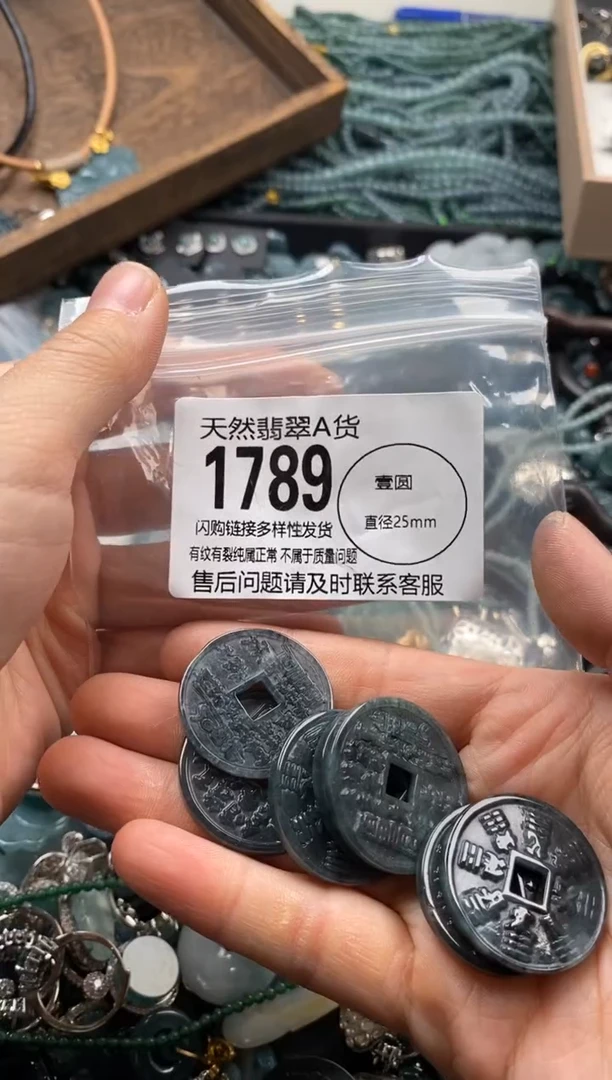 天然翡翠A货
1789
壹圆
直径25mm
闪购链接多样性发货
有纹有裂纯属正常 不属于质量问题
售后问题请及时联系客服